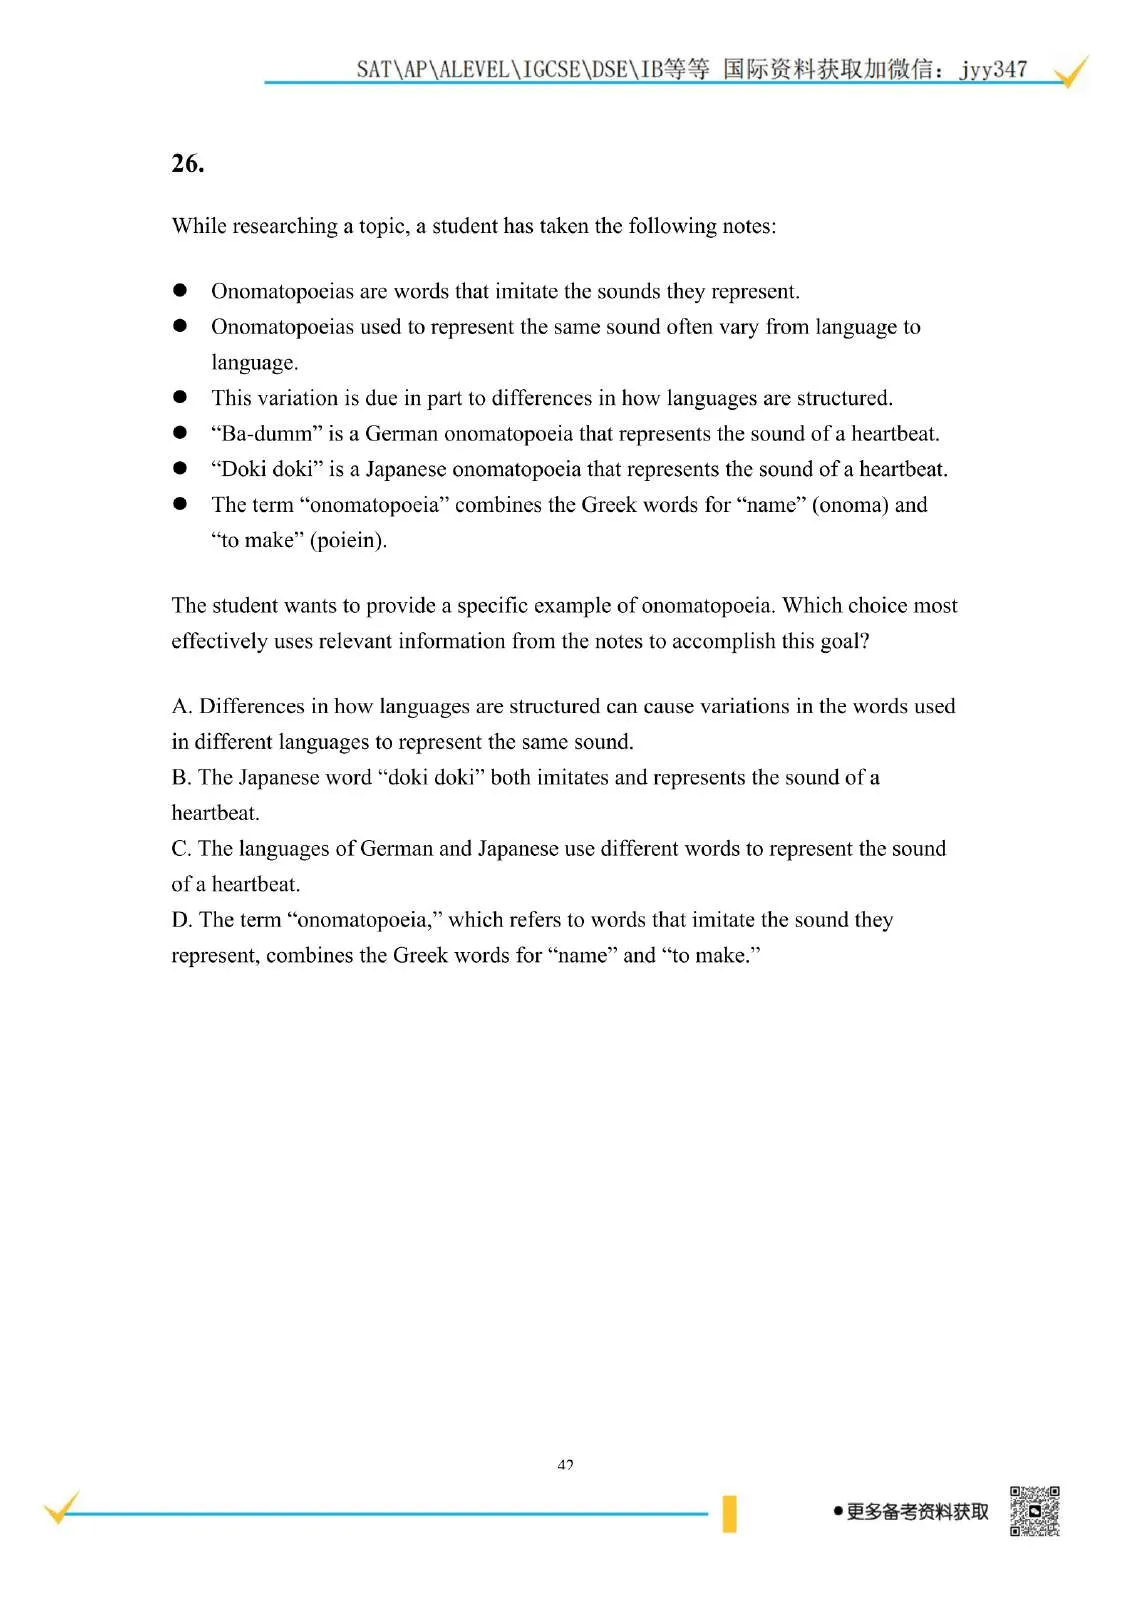 SAT\AP\ALEVEL\IGCSE\DSE\IB等等 国际资料获取加微信：jyy347
26.
While researching a topic, a student has taken the following notes:
● Onomatopoeias are words that imitate the sounds they represent.
● Onomatopoeias used to represent the same sound often vary from language to
language.
● This variation is due in part to differences in how languages are structured.
● “Ba-dumm” is a German onomatopoeia that represents the sound of a heartbeat.
● “Doki doki” is a Japanese onomatopoeia that represents the sound of a heartbeat.
● The term “onomatopoeia” combines the Greek words for “name” (onoma) and
“to make” (poiein).
The student wants to provide a specific example of onomatopoeia. Which choice most
effectively uses relevant information from the notes to accomplish this goal?
A. Differences in how languages are structured can cause variations in the words used
in different languages to represent the same sound.
B. The Japanese word “doki doki” both imitates and represents the sound of a
heartbeat.
C. The languages of German and Japanese use different words to represent the sound
of a heartbeat.
D. The term “onomatopoeia,” which refers to words that imitate the sound they
represent, combines the Greek words for “name” and “to make.”
42
●更多备考资料获取